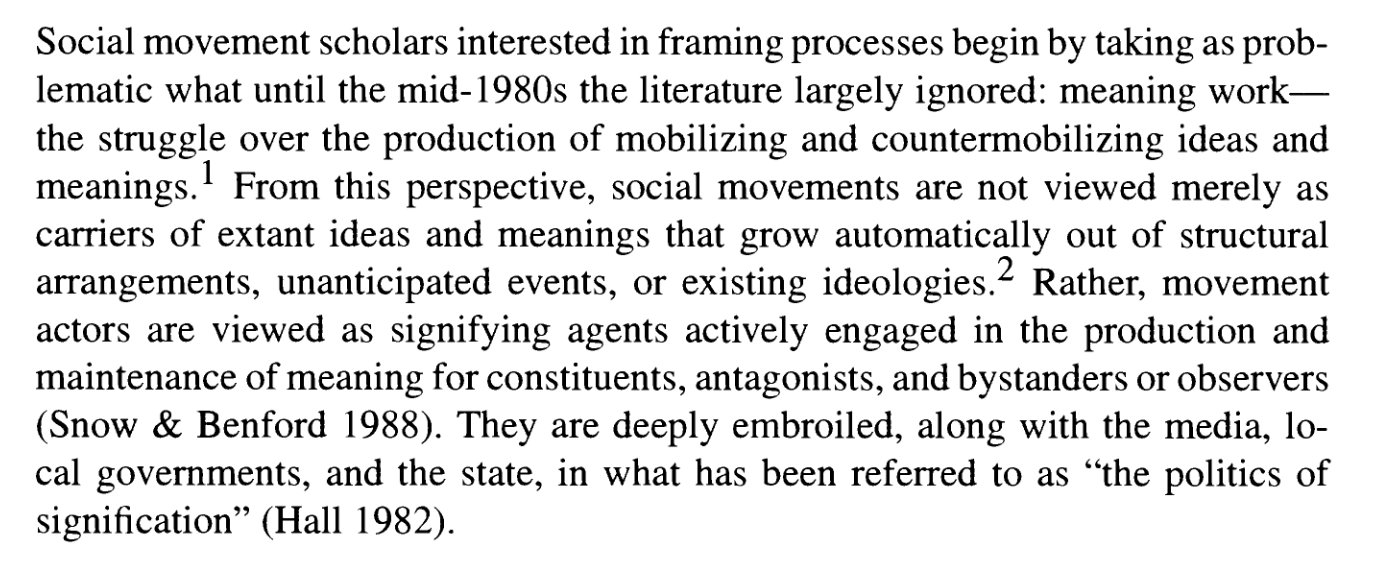 Social movement scholars interested in framing processes begin by taking as prob-
lematic what until the mid-1980s the literature largely ignored: meaning work—
the struggle over the production of mobilizing and countermobilizing ideas and
meanings.1 From this perspective, social movements are not viewed merely as
carriers of extant ideas and meanings that grow automatically out of structural
arrangements, unanticipated events, or existing ideologies.2 Rather, movement
actors are viewed as signifying agents actively engaged in the production and
maintenance of meaning for constituents, antagonists, and bystanders or observers
(Snow & Benford 1988). They are deeply embroiled, along with the media, lo-
cal governments, and the state, in what has been referred to as “the politics of
signification” (Hall 1982).